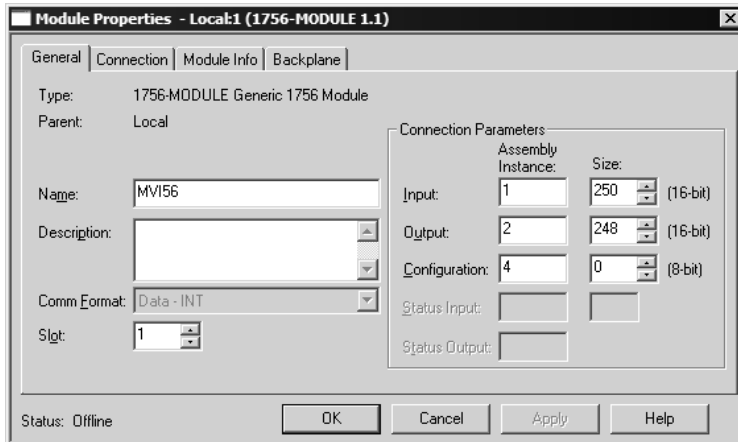 Module Properties - Local:1 (1756-MODULE 1.1)
General Connection Module Info Backplane
Type: 1756-MODULE Generic 1756 Module
Parent: Local
Connection Parameters
Assembly Instance: Size:
Name: MVI56
Input: 1 250 (16-bit)
Description:
Output: 2 248 (16-bit)
Configuration: 4 0 (8-bit)
Comm Format: Data - INT
Status Input:
Slot: 1
Status Output:
Status: Offline OK Cancel Apply Help